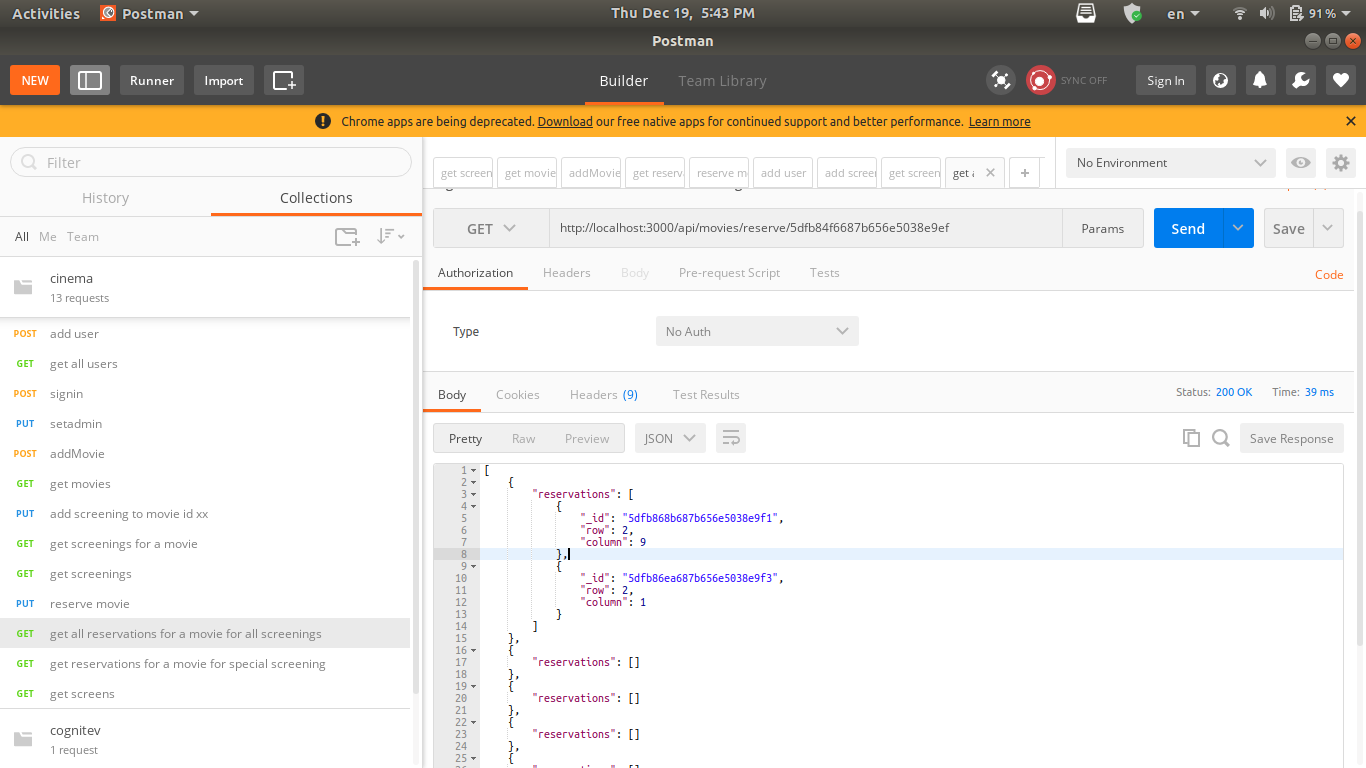 Activities Postman Thu Dec 19, 5:43 PM en 91%
Postman
NEW Runner Import Builder Team Library SYNC OFF Sign In
Chrome apps are being deprecated. Download our free native apps for continued support and better performance. Learn more
Filter
History Collections
All Me Team
cinema
13 requests
POST add user
GET get all users
POST signin
PUT setadmin
POST addMovie
GET get movies
PUT add screening to movie id xx
GET get screenings for a movie
GET get screenings
PUT reserve movie
GET get all reservations for a movie for all screenings
GET get reservations for a movie for special screening
GET get screens
cognitev
1 request
get screen get movie addMovie get reserv reserve m add user add scree get screen get a No Environment
GET http://localhost:3000/api/movies/reserve/5dfb84f6687b656e5038e9ef Params Send Save
Authorization Headers Body Pre-request Script Tests Code
Type No Auth
Body Cookies Headers (9) Test Results Status: 200 OK Time: 39 ms
Pretty Raw Preview JSON Save Response
1 [
2 {
3 "reservations": [
4 {
5 "_id": "5dfb868b687b656e5038e9f1",
6 "row": 2,
7 "column": 9
8 },
9 {
10 "_id": "5dfb86ea687b656e5038e9f3",
11 "row": 2,
12 "column": 1
13 }
14 ]
15 },
16 {
17 "reservations": []
18 },
19 {
20 "reservations": []
21 },
22 {
23 "reservations": []
24 },
25 {